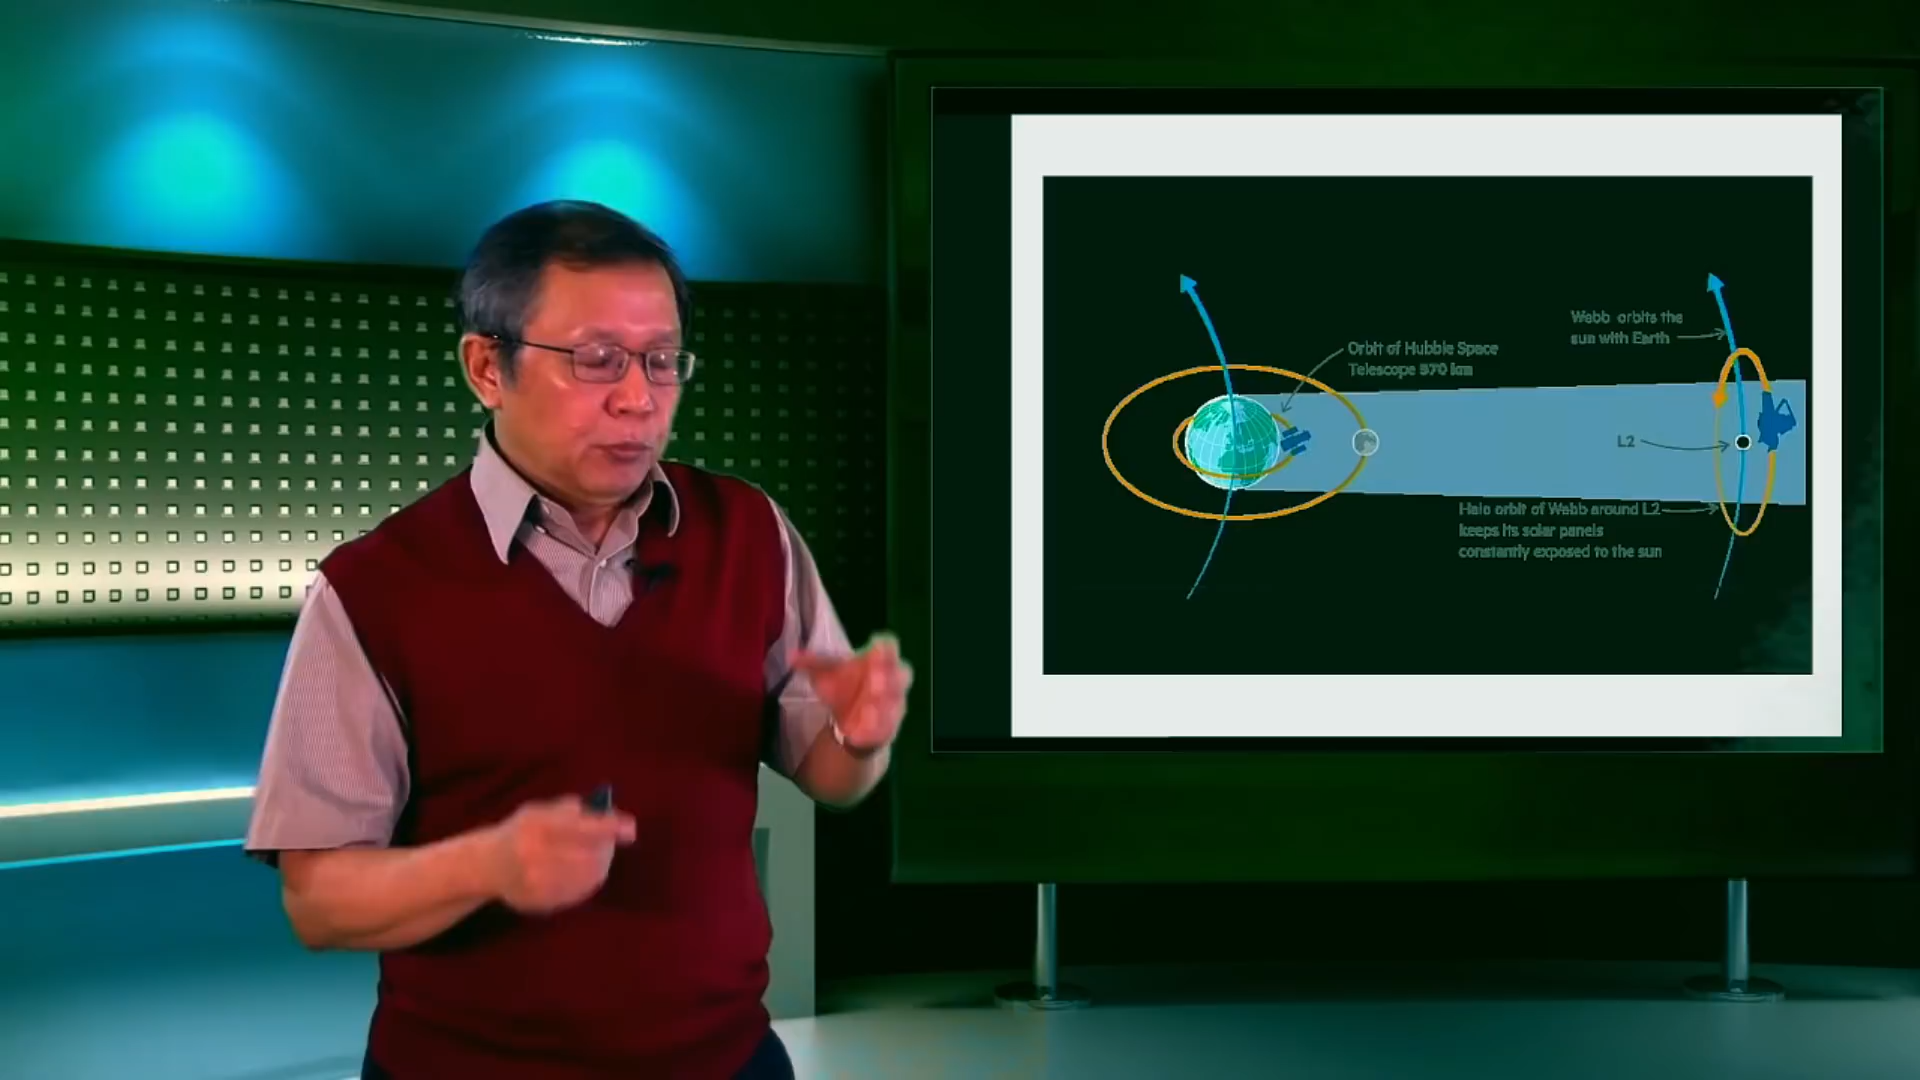 Webb orbits the
sun with Earth
Orbit of Hubble Space
Telescope 570 km
L2
Halo orbit of Webb around L2
keeps its solar panels
constantly exposed to the sun